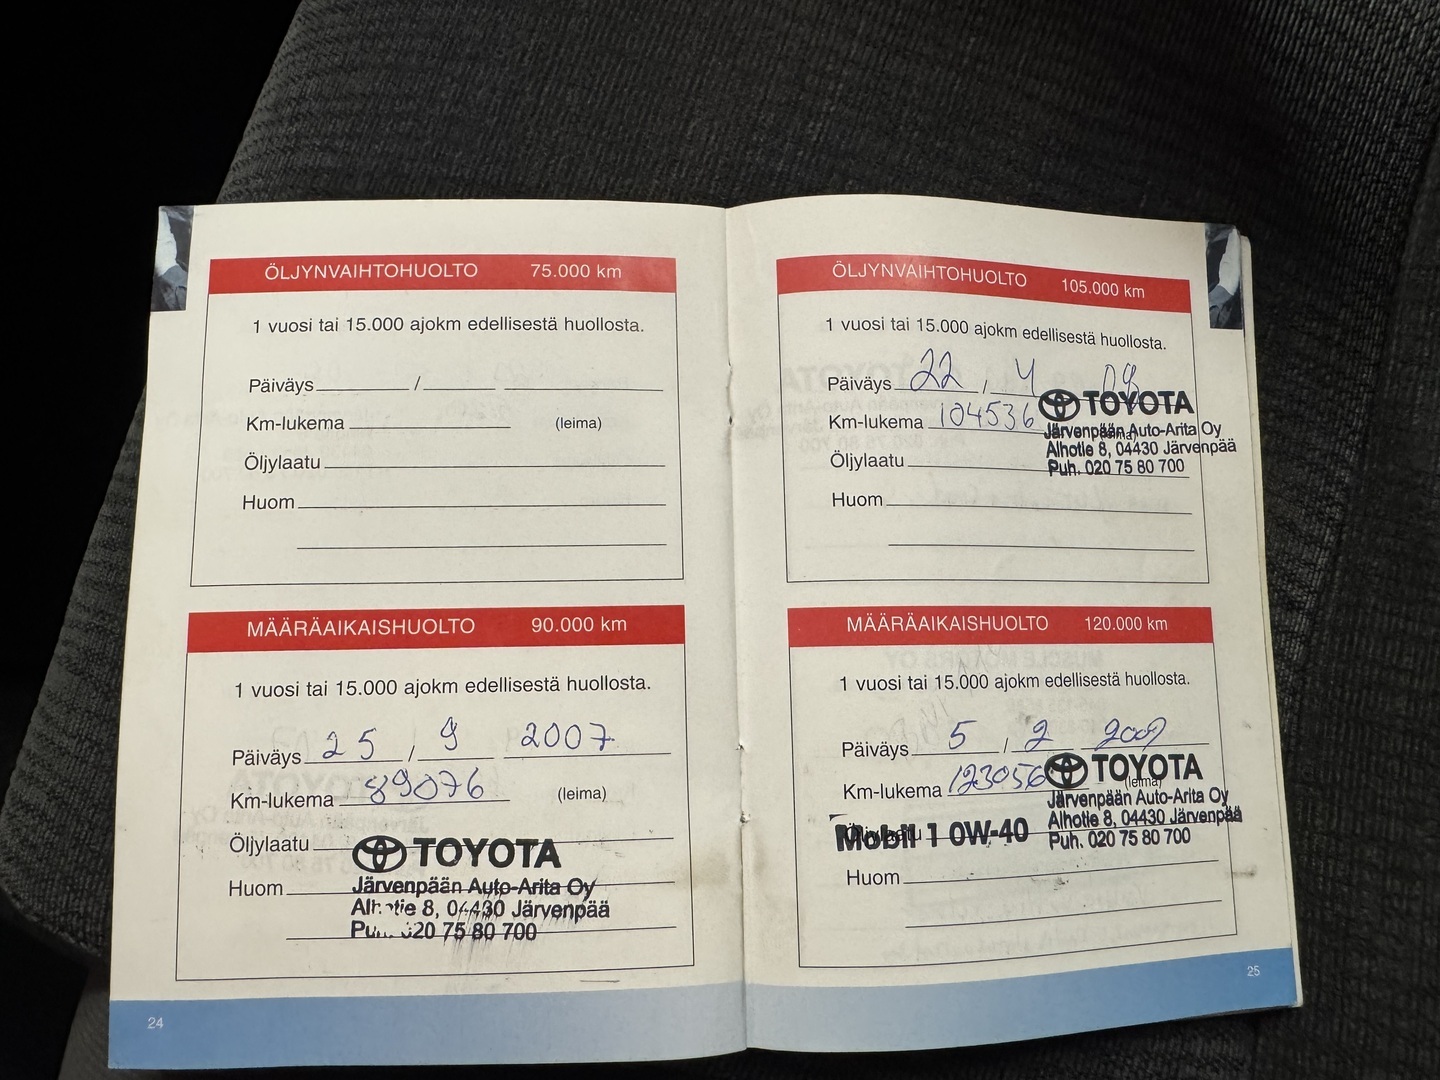 ÖLJYNVAIHTOHUOLTO 75.000 km
1 vuosi tai 15.000 ajokm edellisestä huollosta.
Päiväys / 
Km-lukema (leima)
Öljylaatu
Huom
MÄÄRÄAIKAISHUOLTO 90.000 km
1 vuosi tai 15.000 ajokm edellisestä huollosta.
Päiväys 25 / 9 2007
Km-lukema 89076 (leima)
Öljylaatu
TOYOTA
Huom
Järvenpään Auto-Arita Oy
Alhotie 8, 04430 Järvenpää
Puh. 020 75 80 700
24
ÖLJYNVAIHTOHUOLTO 105.000 km
1 vuosi tai 15.000 ajokm edellisestä huollosta.
Päiväys 22 / 4 08
TOYOTA
Km-lukema 104536
Järvenpään Auto-Arita Oy
Alhotie 8, 04430 Järvenpää
Öljylaatu
Puh. 020 75 80 700
Huom
MÄÄRÄAIKAISHUOLTO 120.000 km
1 vuosi tai 15.000 ajokm edellisestä huollosta.
Päiväys 5 / 2 2009
TOYOTA
Km-lukema 123056 (leima)
Järvenpään Auto-Arita Oy
Alhotie 8, 04430 Järvenpää
Puh. 020 75 80 700
Öljylaatu
Mobil 1 0W-40
Huom
25